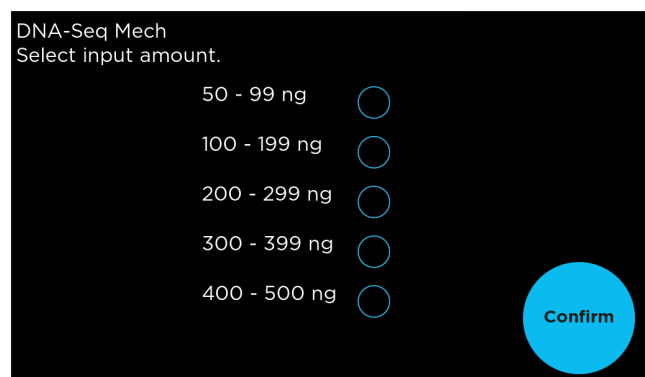 DNA-Seq Mech
Select input amount.
50 - 99 ng
100 - 199 ng
200 - 299 ng
300 - 399 ng
400 - 500 ng
Confirm